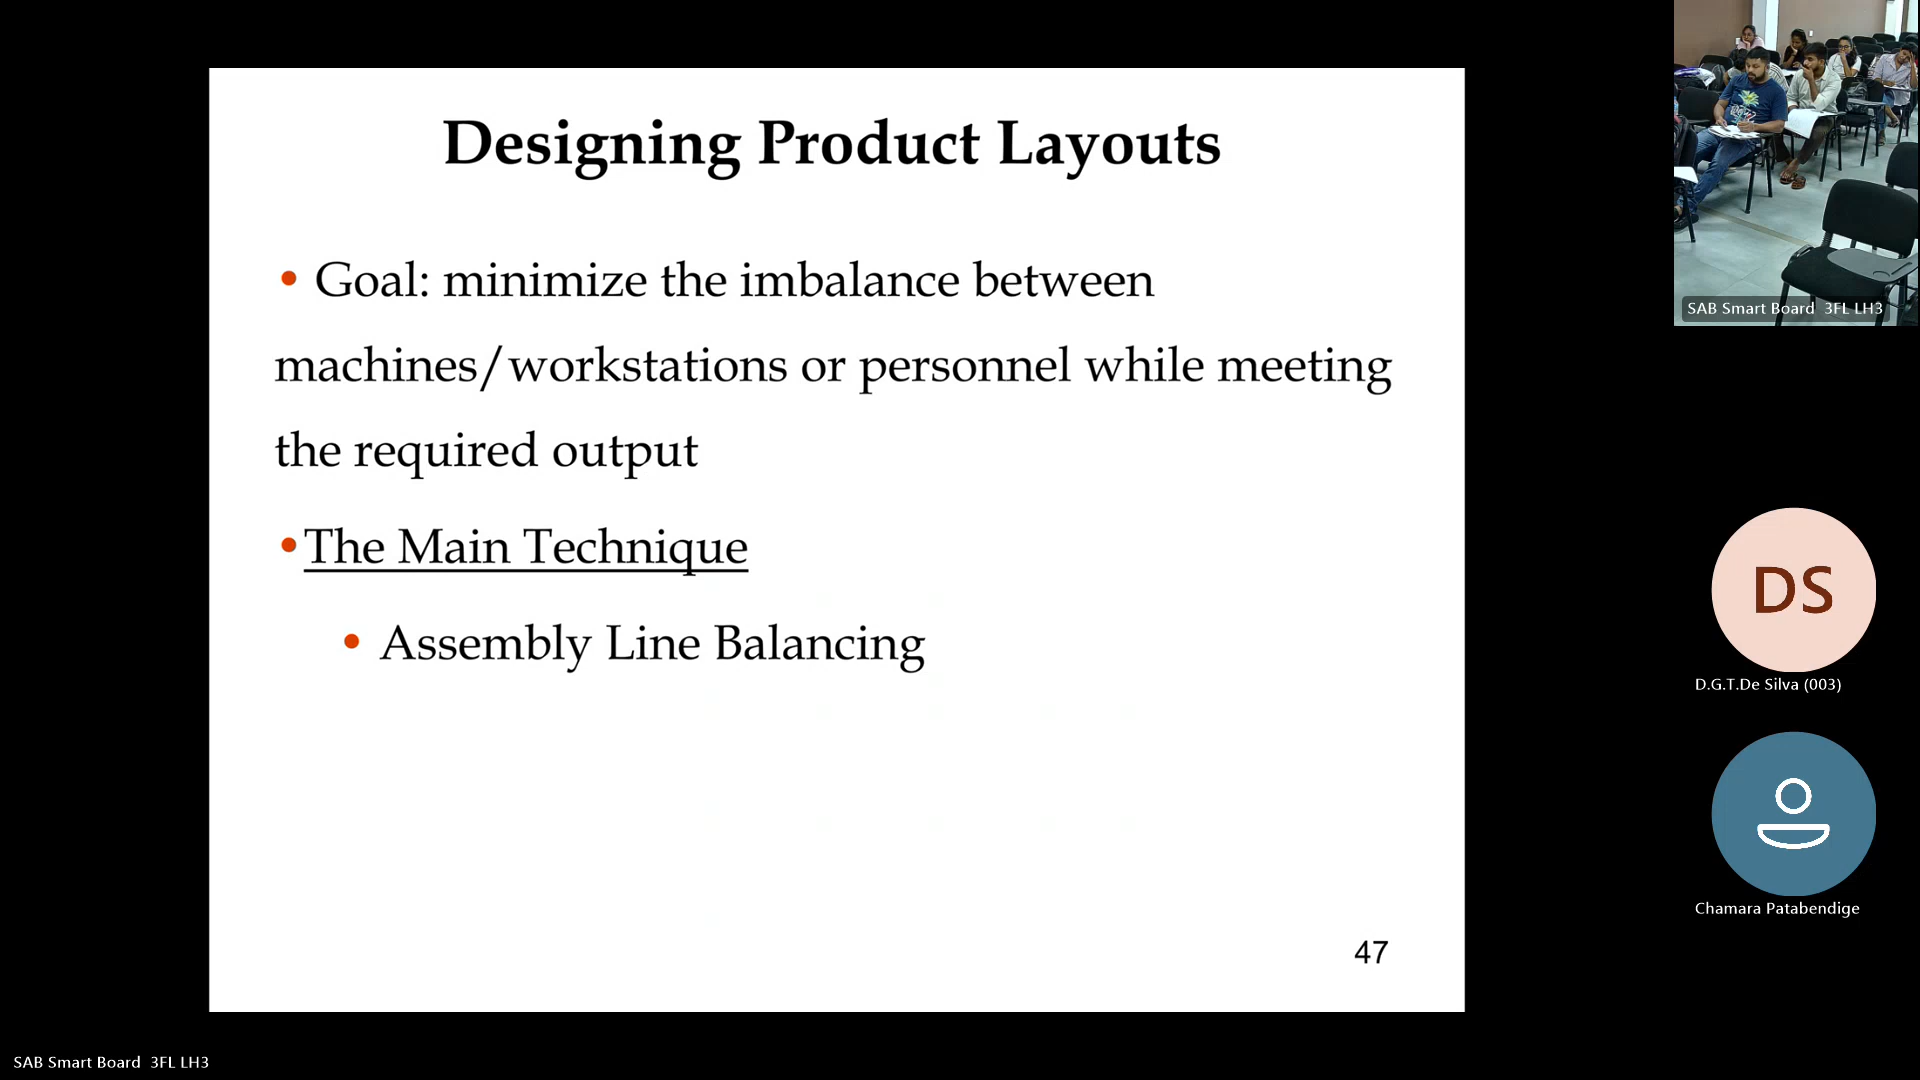 Designing Product Layouts
• Goal: minimize the imbalance between
machines/workstations or personnel while meeting
the required output
• The Main Technique
• Assembly Line Balancing
47
SAB Smart Board 3FL LH3
DS
D.G.T.De Silva (003)
Chamara Patabendige
SAB Smart Board 3FL LH3